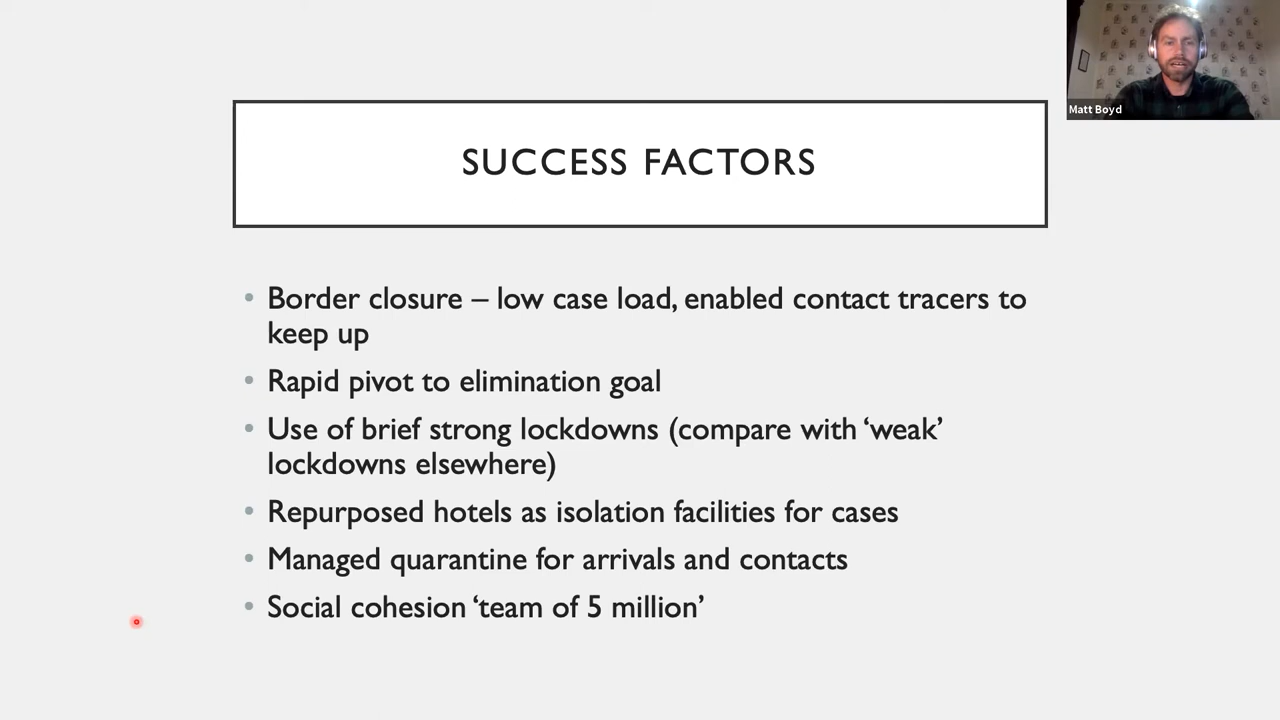 Matt Boyd
SUCCESS FACTORS
• Border closure – low case load, enabled contact tracers to
keep up
• Rapid pivot to elimination goal
• Use of brief strong lockdowns (compare with ‘weak’
lockdowns elsewhere)
• Repurposed hotels as isolation facilities for cases
• Managed quarantine for arrivals and contacts
• Social cohesion ‘team of 5 million’